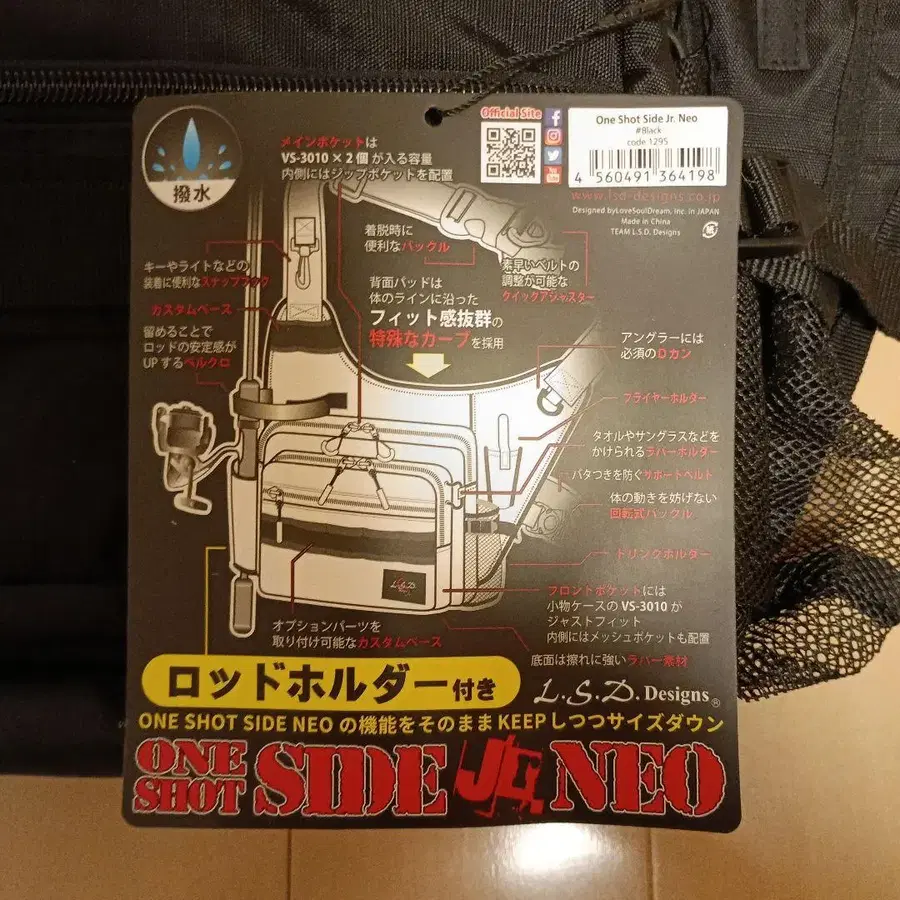 Official Site
One Shot Side Jr. Neo
#Black
code 1295
4 560491 364198
www.lsd-designs.co.jp
Designed byLoveSoulDream, inc. in JAPAN
Made in China
TEAM L.S.D. Designs
撥水
メインポケットは
VS-3010 × 2個 が入る容量
内側にはジップポケットを配置
着脱時に
便利なバックル
素早いベルトの
調整が可能な
クイックアジャスター
キーやライトなどの
装着に便利なスナップフック
背面パッドは
体のラインに沿った
フィット感抜群の
特殊なカーブを採用
カスタムベース
留めることで
ロッドの安定感が
UPするベルクロ
アングラーには
必須のDカン
プライヤーホルダー
タオルやサングラスなどを
かけられるラバーホルダー
バタつきを防ぐサポートベルト
体の動きを妨げない
回転式バックル
ドリンクホルダー
フロントポケットには
小物ケースの VS-3010 が
ジャストフィット
内側にはメッシュポケットも配置
L.S.D.
オプションパーツを
取り付け可能なカスタムベース
底面は擦れに強いラバー素材
ロッドホルダー付き
L.S.D. Designs®
ONE SHOT SIDE NEO の機能をそのままKEEPしつつサイズダウン
ONE SHOT SIDE JR. NEO